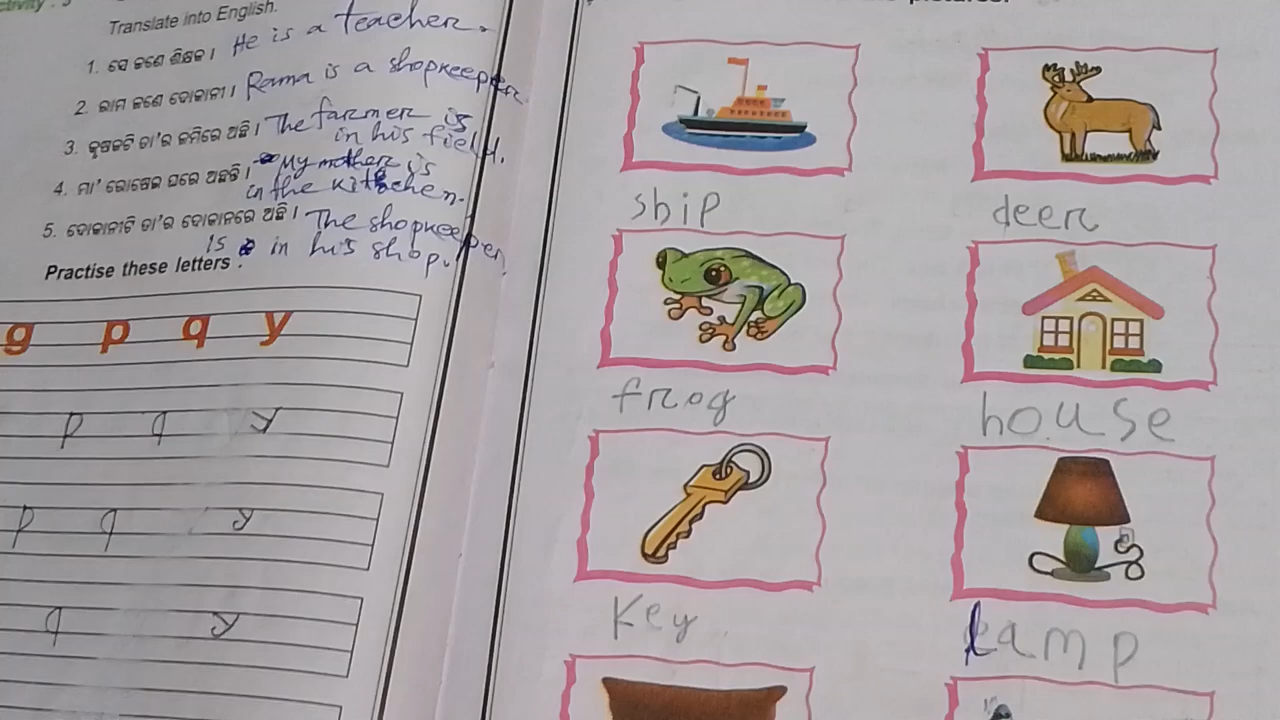 Translate into English.
1. ସେ ଜଣେ ଶିକ୍ଷକ । He is a teacher.
2. ରାମ ଜଣେ ଦୋକାନୀ । Rama is a shopkeeper
3. କୃଷକଟି ତା'ର ଜମିରେ ଅଛି । The farmer is
in his field.
4. ମା' ରୋଷେଇ ଘରେ ଅଛନ୍ତି । My mother is
in the kitchen.
5. ଦୋକାନୀଟି ତା'ର ଦୋକାନରେ ଅଛି । The shopkeeper
is in his shop.
Practise these letters :
g p q y
p q y
p q y
q y
pictures.
ship
deer
frog
house
Key
lamp